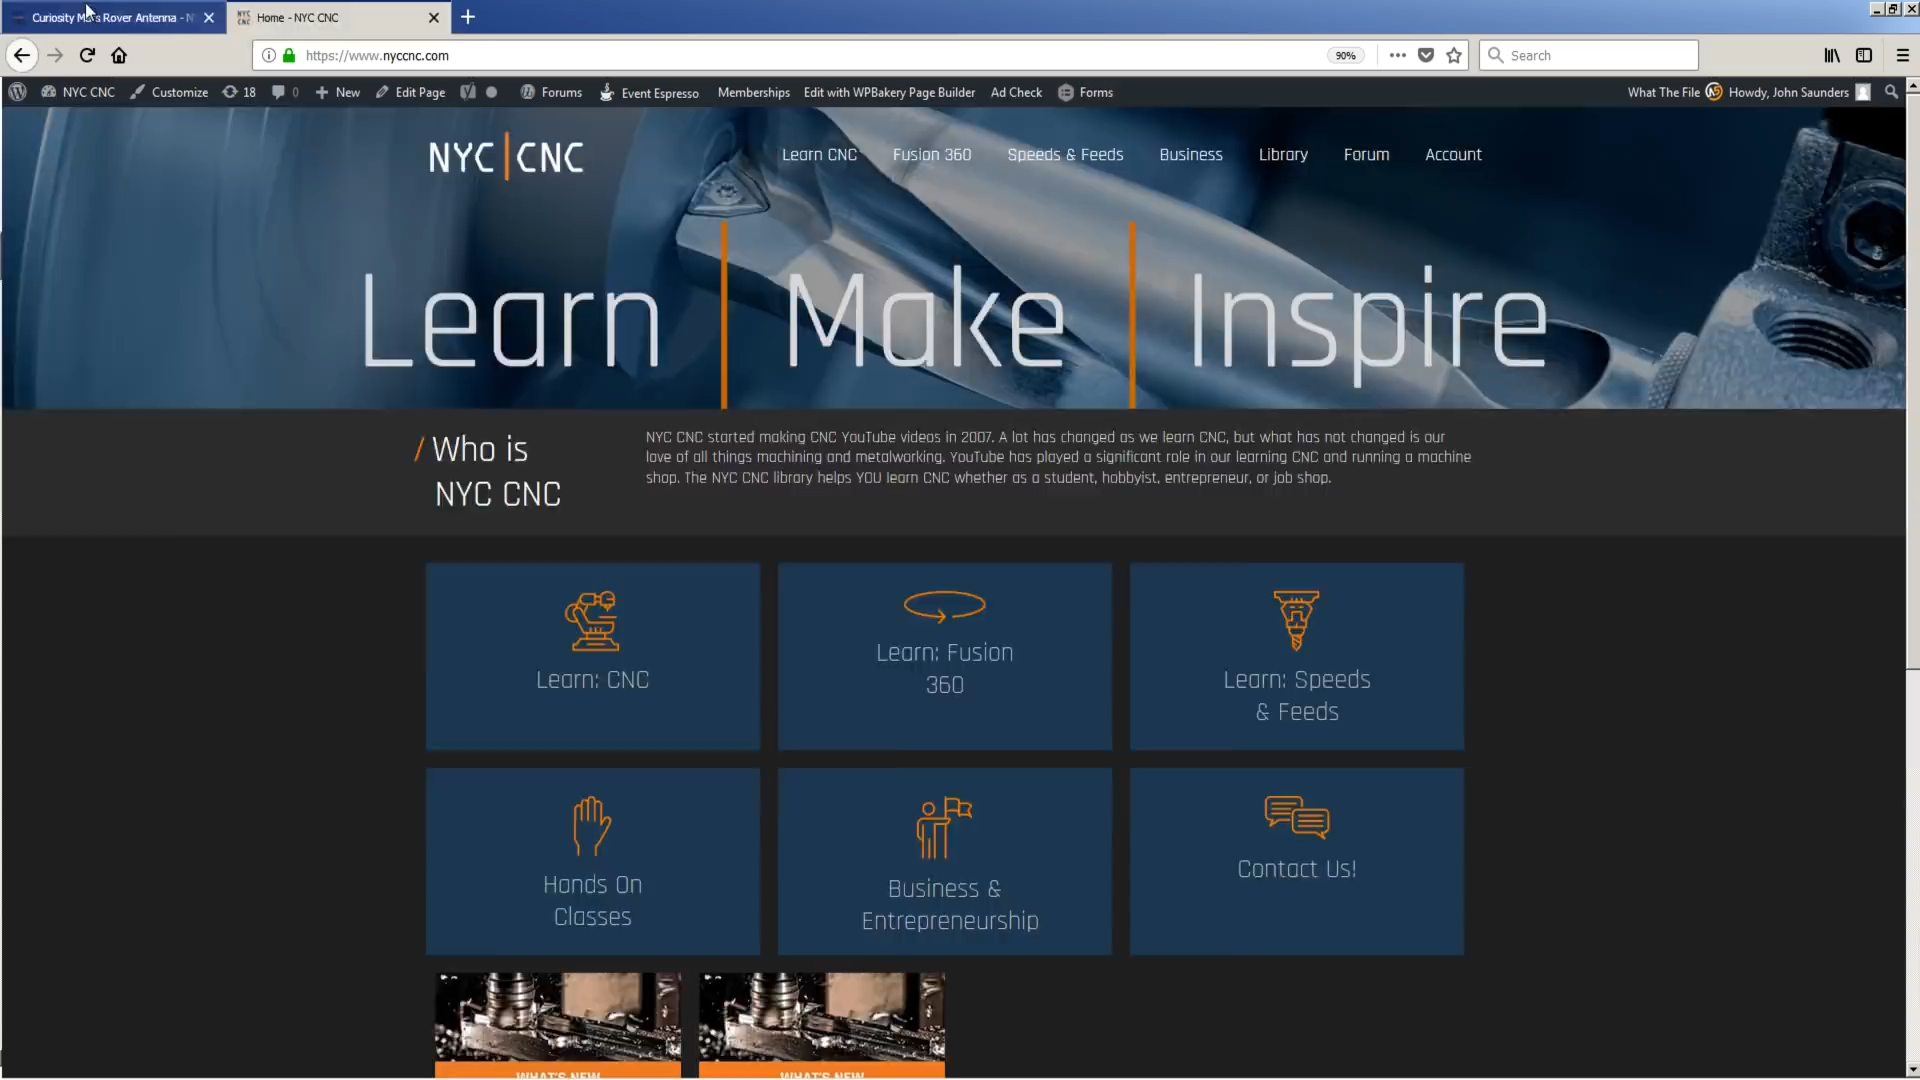 Curiosity Mars Rover Antenna - N
Home - NYC CNC
https://www.nyccnc.com
90%
Search
NYC CNC
Customize
18
0
New
Edit Page
Forums
Event Espresso
Memberships
Edit with WPBakery Page Builder
Ad Check
Forms
What The File
Howdy, John Saunders
NYC|CNC
Learn CNC
Fusion 360
Speeds & Feeds
Business
Library
Forum
Account
Learn | Make | Inspire
/ Who is
NYC CNC
NYC CNC started making CNC YouTube videos in 2007. A lot has changed as we learn CNC, but what has not changed is our
love of all things machining and metalworking. YouTube has played a significant role in our learning CNC and running a machine
shop. The NYC CNC library helps YOU learn CNC whether as a student, hobbyist, entrepreneur, or job shop.
Learn: CNC
Learn: Fusion
360
Learn: Speeds
& Feeds
Hands On
Classes
Business &
Entrepreneurship
Contact Us!
WHAT'S NEW
WHAT'S NEW